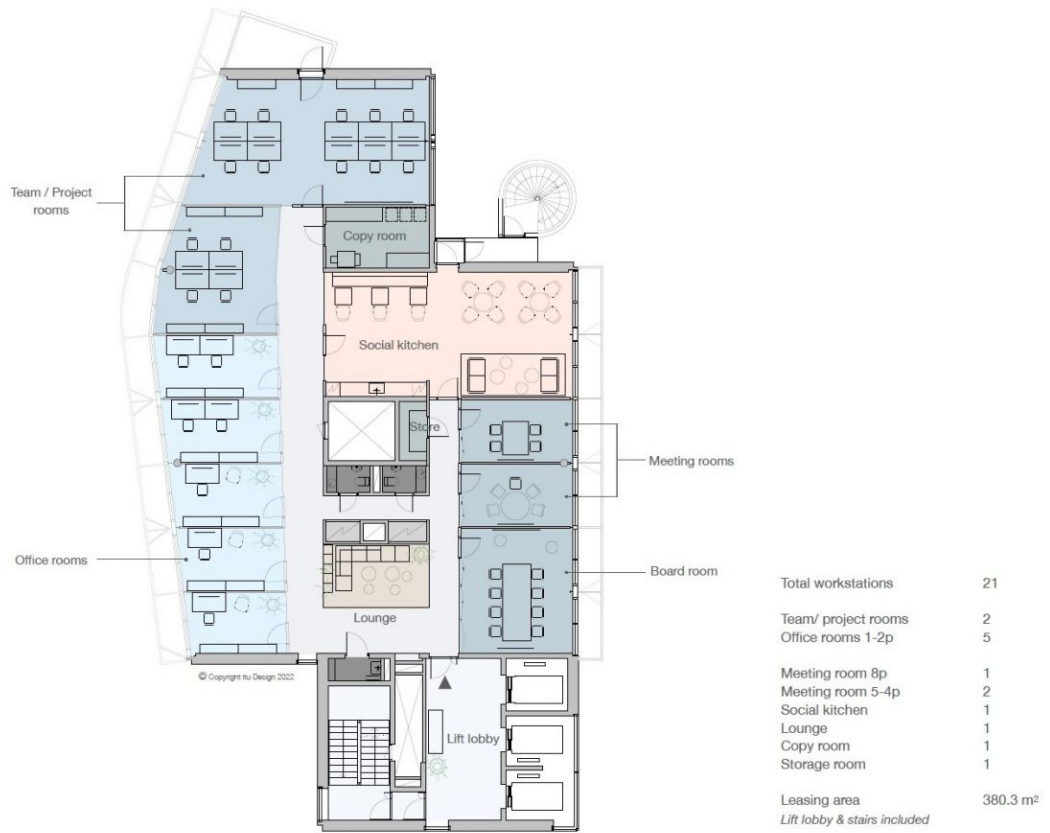 Team / Project
rooms
Copy room
Social kitchen
Store
Meeting rooms
Office rooms
Board room
Lounge
© Copyright itu Design 2022
Lift lobby
Total workstations 21
Team/ project rooms 2
Office rooms 1-2p 5
Meeting room 8p 1
Meeting room 5-4p 2
Social kitchen 1
Lounge 1
Copy room 1
Storage room 1
Leasing area 380.3 m²
Lift lobby & stairs included